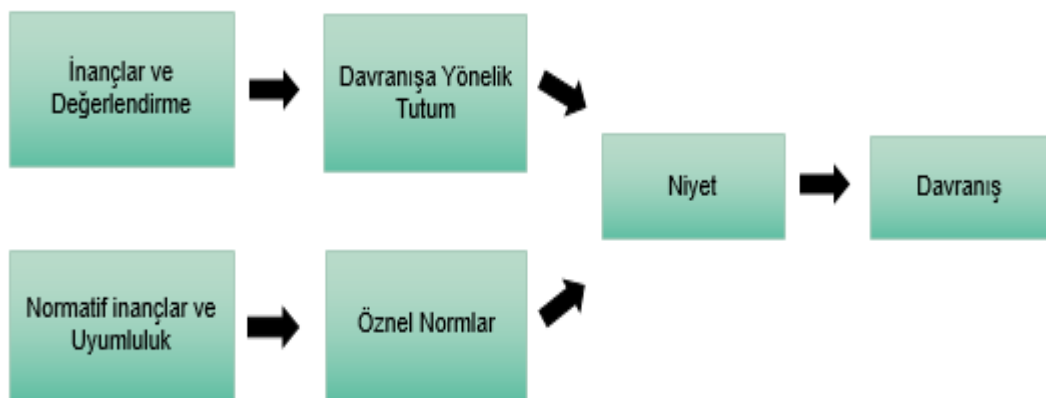 İnançlar ve
Değerlendirme
Davranışa Yönelik
Tutum
Niyet
Davranış
Normatif inançlar ve
Uyumluluk
Öznel Normlar